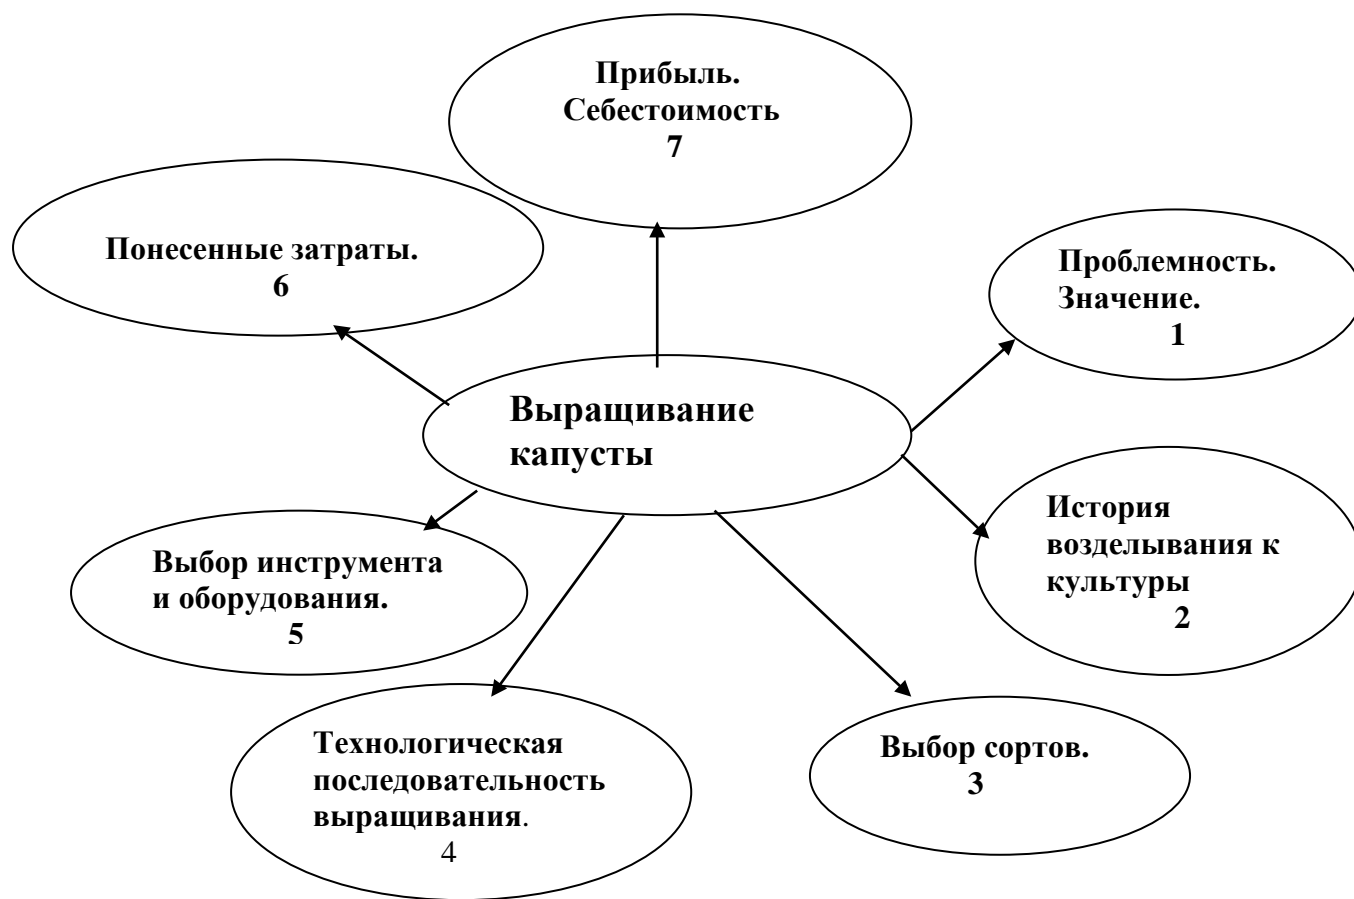 Прибыль.
Себестоимость
7
Понесенные затраты.
6
Проблемность.
Значение.
1
Выращивание
капусты
История
возделывания к
культуры
2
Выбор инструмента
и оборудования.
5
Технологическая
последовательность
выращивания.
4
Выбор сортов.
3